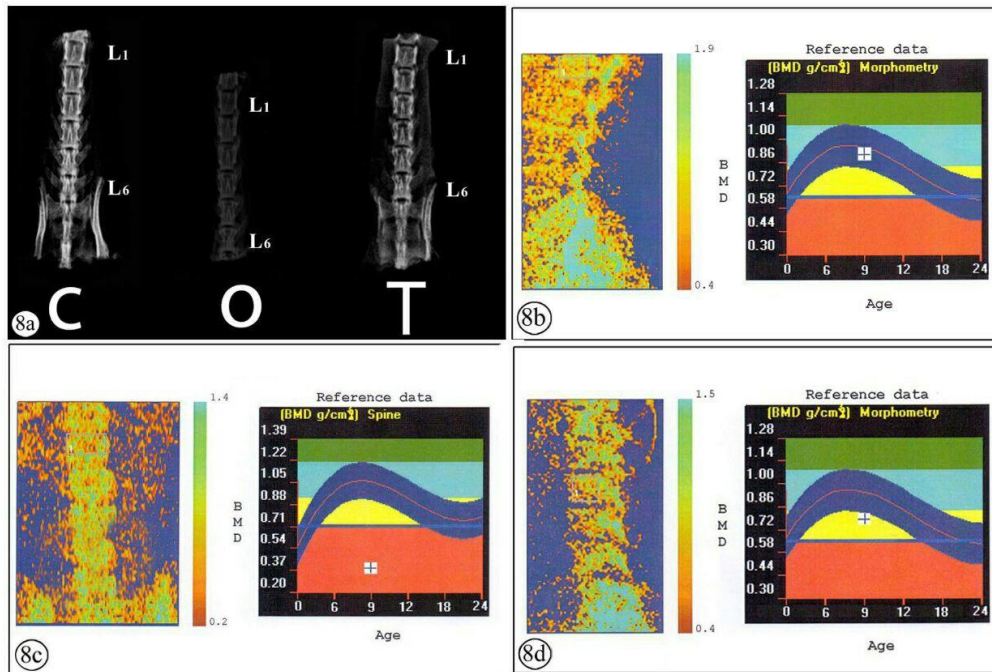 L1
L1
L1
L6
L6
L6
8a
C
O
T
1.9
B
M
D
0.4
Reference data
(BMD g/cm2) Morphometry
1.28
1.14
1.00
0.86
0.72
0.58
0.44
0.30
0
6
9
12
18
24
Age
8b
1.4
B
M
D
0.2
Reference data
(BMD g/cm2) Spine
1.39
1.22
1.05
0.88
0.71
0.54
0.37
0.20
0
6
9
12
18
24
Age
8c
1.5
B
M
D
0.4
Reference data
(BMD g/cm2) Morphometry
1.28
1.14
1.00
0.86
0.72
0.58
0.44
0.30
0
6
9
12
18
24
Age
8d